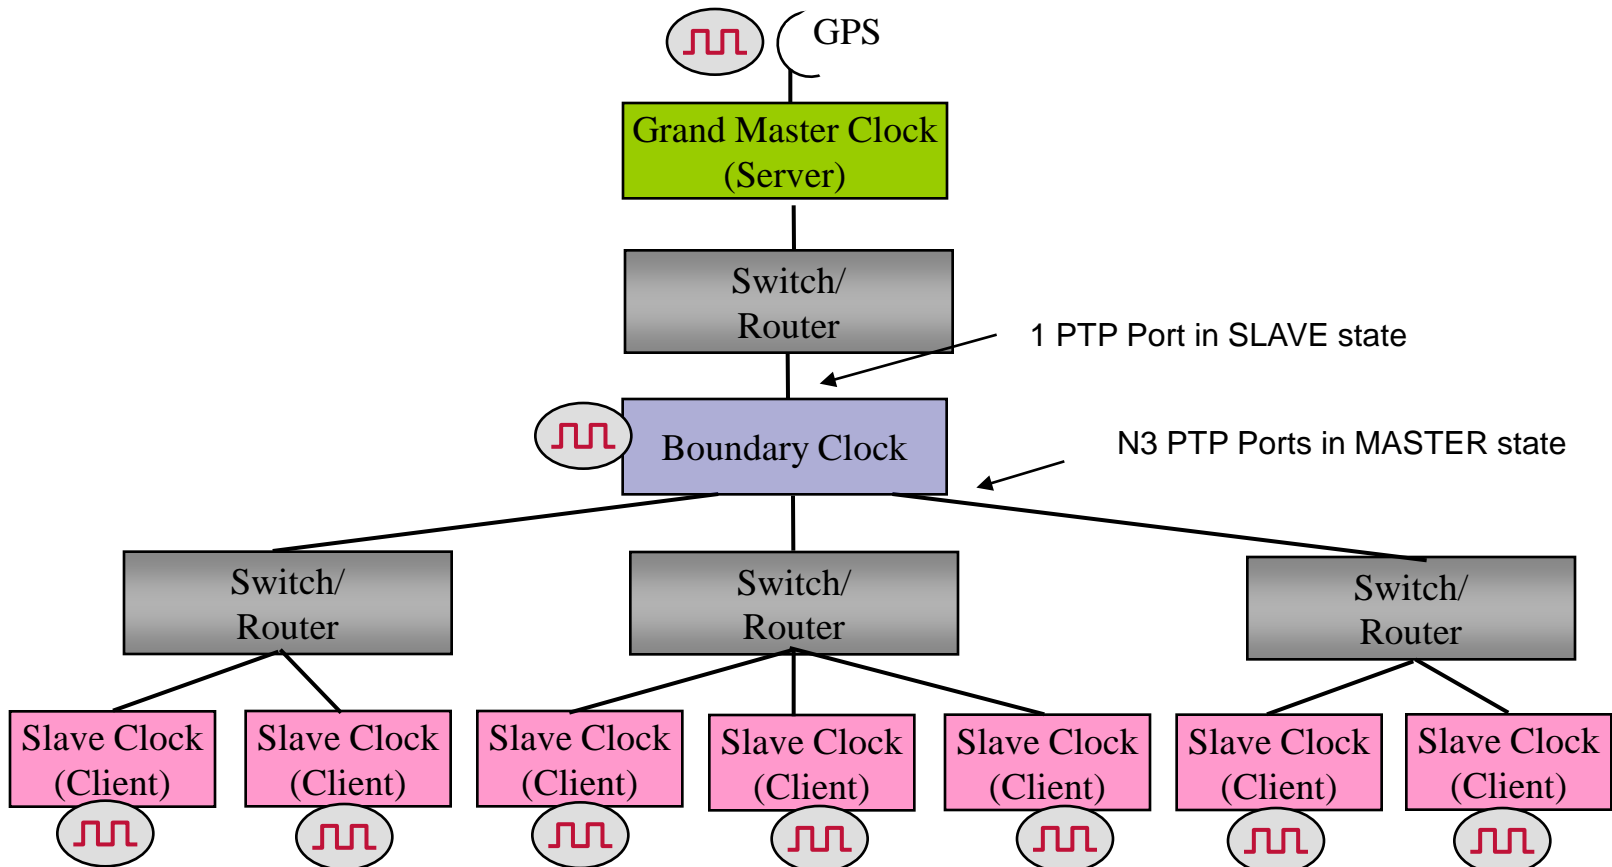 GPS
Grand Master Clock
(Server)
Switch/
Router
1 PTP Port in SLAVE state
Boundary Clock
N3 PTP Ports in MASTER state
Switch/
Router
Switch/
Router
Switch/
Router
Slave Clock
(Client)
Slave Clock
(Client)
Slave Clock
(Client)
Slave Clock
(Client)
Slave Clock
(Client)
Slave Clock
(Client)
Slave Clock
(Client)